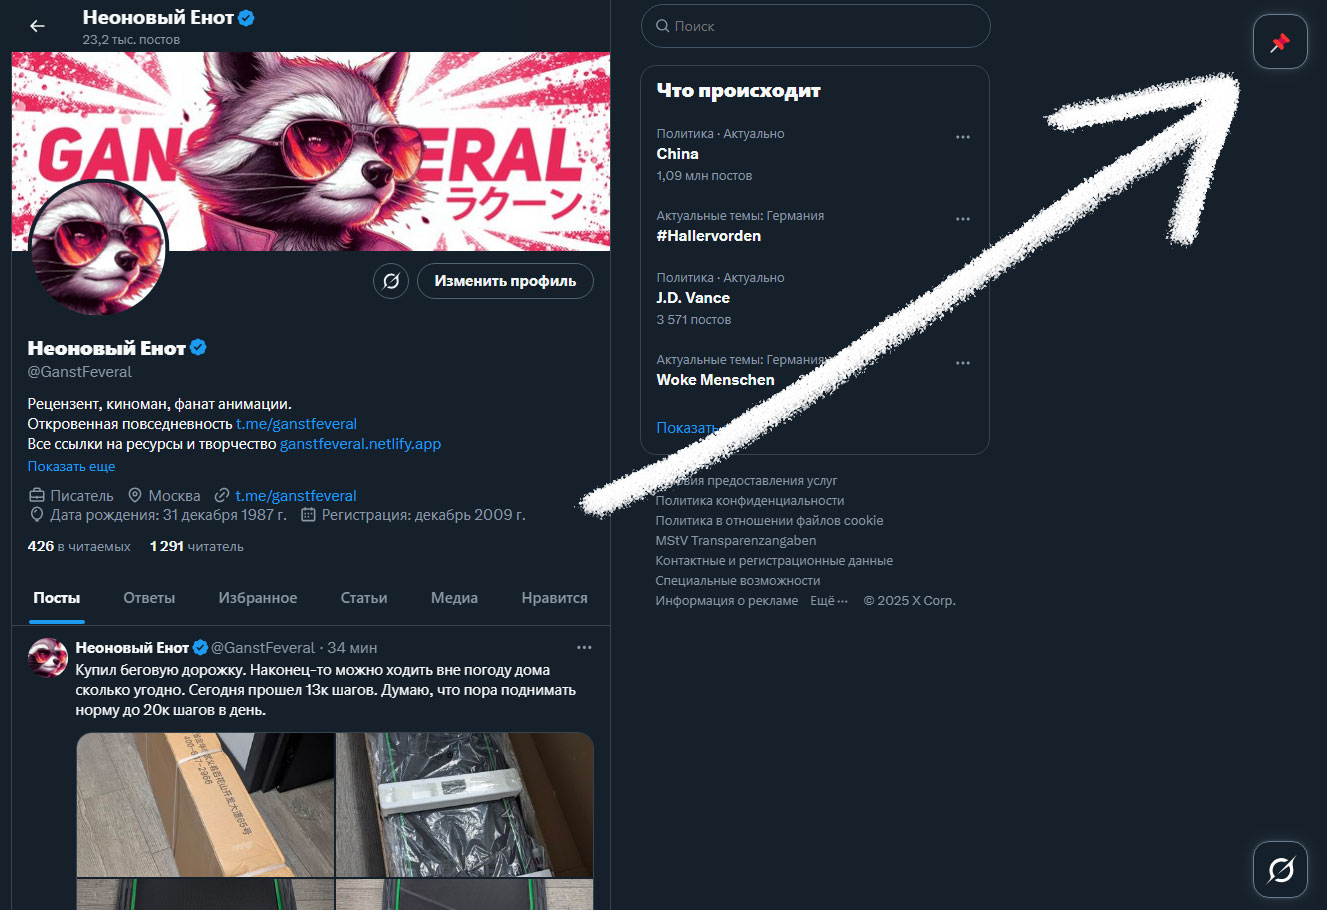 Неоновый Енот
23,2 тыс. постов
GANSTFEVERAL
ラクーン
Изменить профиль
Неоновый Енот
@GanstFeveral
Рецензент, киноман, фанат анимации.
Откровенная повседневность t.me/ganstfeveral
Все ссылки на ресурсы и творчество ganstfeveral.netlify.app
Показать еще
Писатель Москва t.me/ganstfeveral
Дата рождения: 31 декабря 1987 г. Регистрация: декабрь 2009 г.
426 в читаемых 1 291 читатель
Посты Ответы Избранное Статьи Медиа Нравится
Неоновый Енот @GanstFeveral · 34 мин
Купил беговую дорожку. Наконец-то можно ходить вне погоду дома
сколько угодно. Сегодня прошел 13к шагов. Думаю, что пора поднимать
норму до 20к шагов в день.
Поиск
Что происходит
Политика · Актуально
China
1,09 млн постов
Актуальные темы: Германия
#Hallervorden
Политика · Актуально
J.D. Vance
3 571 постов
Актуальные темы: Германия
Woke Menschen
Показать
предоставления услуг
Политика конфиденциальности
Политика в отношении файлов cookie
MStV Transparenzangaben
Контактные и регистрационные данные
Специальные возможности
Информация о рекламе Ещё ··· © 2025 X Corp.